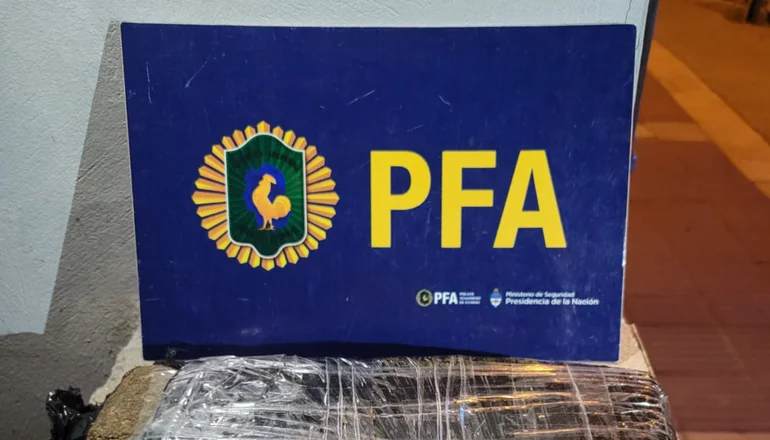 PFA
PFA
Ministerio de Seguridad
Presidencia de la Nación